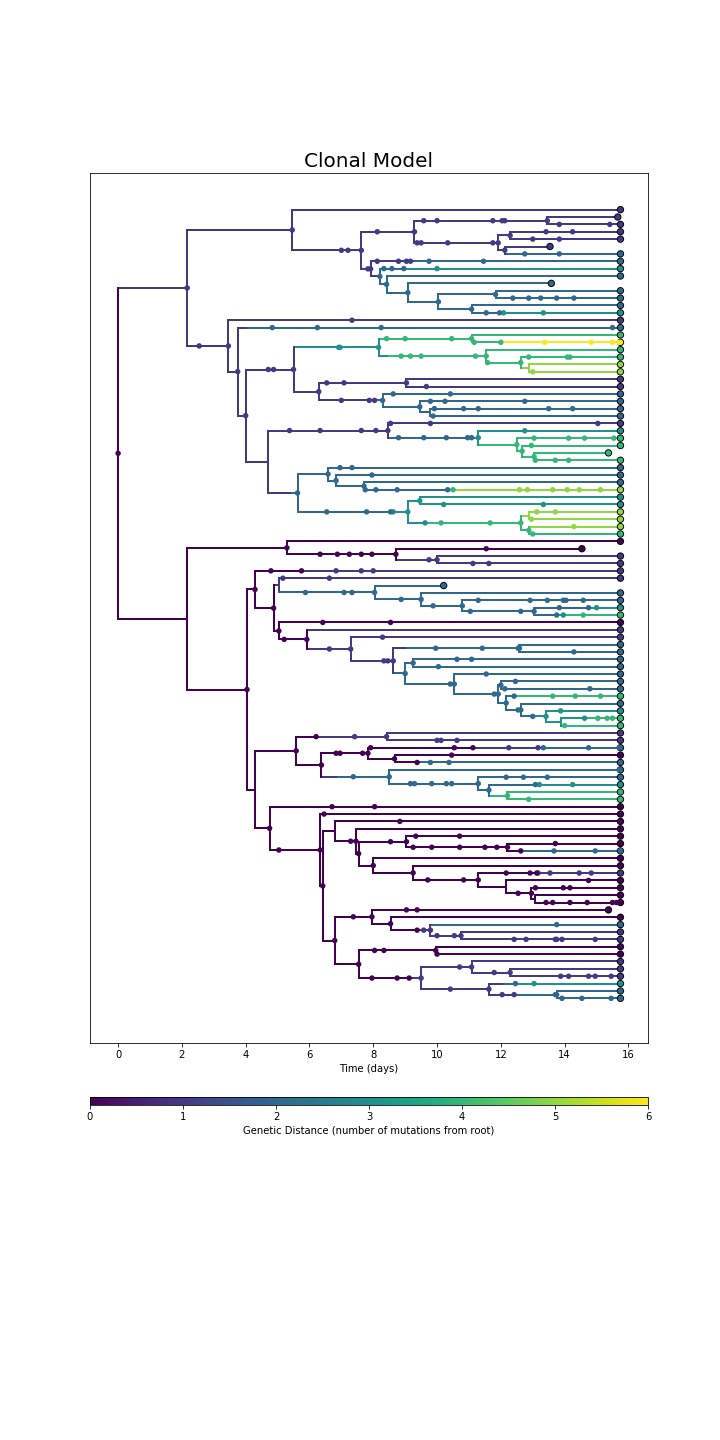 Clonal Model
0 2 4 6 8 10 12 14 16
Time (days)
0 1 2 3 4 5 6
Genetic Distance (number of mutations from root)